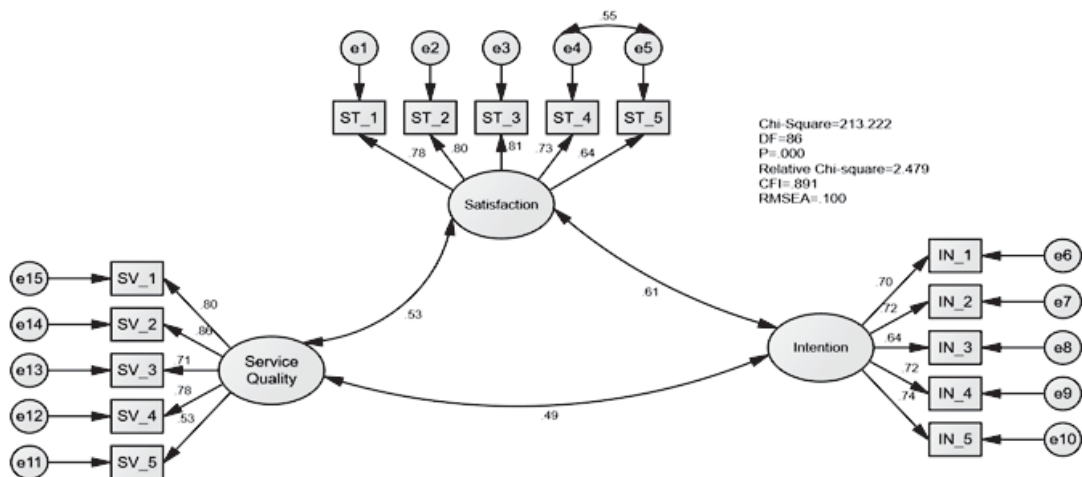 .55
e1 e2 e3 e4 e5
ST_1 ST_2 ST_3 ST_4 ST_5
.78 .80 .81 .73 .64
Chi-Square=213.222
DF=86
P=.000
Relative Chi-square=2.479
CFI=.891
RMSEA=.100
Satisfaction
e15 SV_1
e14 SV_2
e13 SV_3
e12 SV_4
e11 SV_5
.80
.86
.71
.78
.53
Service
Quality
.53
.61
.49
Intention
.70
.72
.64
.72
.74
IN_1 e6
IN_2 e7
IN_3 e8
IN_4 e9
IN_5 e10